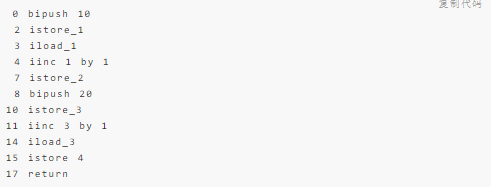 复制代码
0 bipush 10
2 istore_1
3 iload_1
4 iinc 1 by 1
7 istore_2
8 bipush 20
10 istore_3
11 iinc 3 by 1
14 iload_3
15 istore 4
17 return